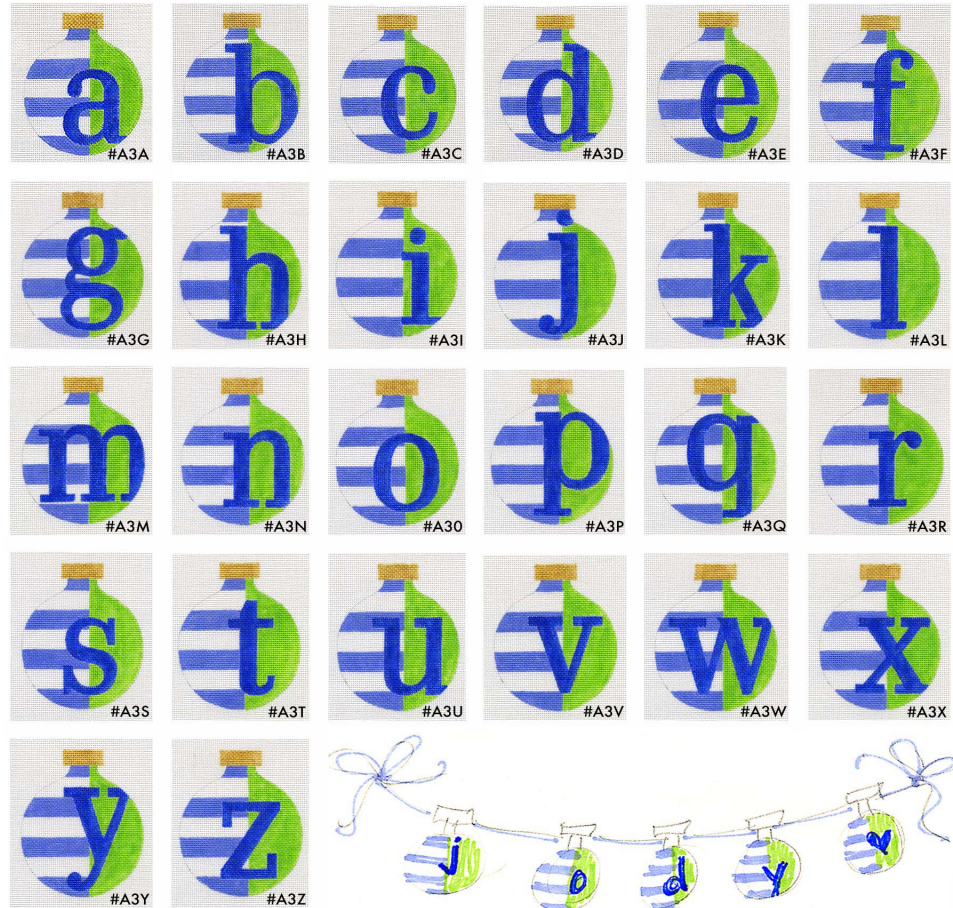 a b c d e f
#A3A #A3B #A3C #A3D #A3E #A3F
g h i j k l
#A3G #A3H #A3I #A3J #A3K #A3L
m n o p q r
#A3M #A3N #A30 #A3P #A3Q #A3R
s t u v w x
#A3S #A3T #A3U #A3V #A3W #A3X
y z
#A3Y #A3Z
j o d y